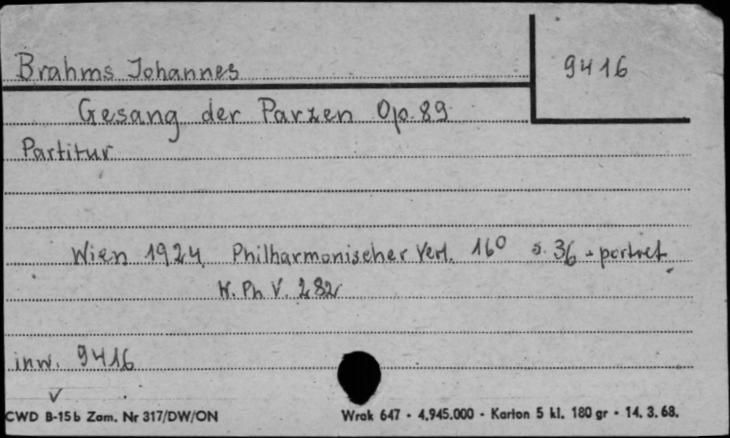 Brahms Johannes
9416
Gesang der Parzen Op. 89
Partitur
Wien 1924. Philharmonischer Verl. 16° s. 36 + portret
W. Ph. V. 282
inw. 9416
V
CWD B-15b Zam. Nr 317/DW/ON
Wrak 647 - 4.945.000 - Karton 5 kl. 180 gr - 14. 3. 68.